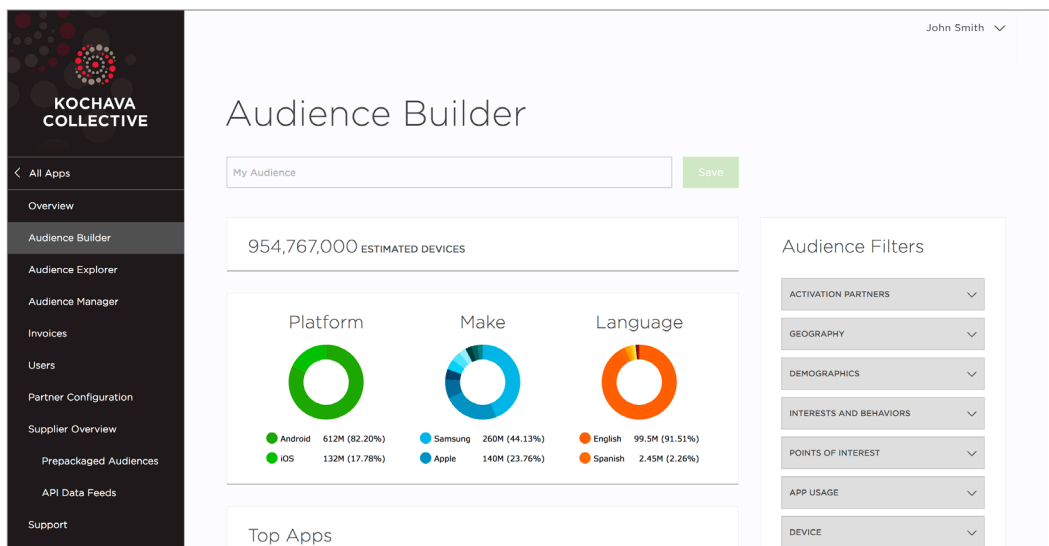 John Smith
KOCHAVA
COLLECTIVE
All Apps
Overview
Audience Builder
Audience Explorer
Audience Manager
Invoices
Users
Partner Configuration
Supplier Overview
Prepackaged Audiences
API Data Feeds
Support
Audience Builder
My Audience
Save
954,767,000 ESTIMATED DEVICES
Platform
Android 612M (82.20%)
iOS 132M (17.78%)
Make
Samsung 260M (44.13%)
Apple 140M (23.76%)
Language
English 99.5M (91.51%)
Spanish 2.45M (2.26%)
Top Apps
Audience Filters
ACTIVATION PARTNERS
GEOGRAPHY
DEMOGRAPHICS
INTERESTS AND BEHAVIORS
POINTS OF INTEREST
APP USAGE
DEVICE